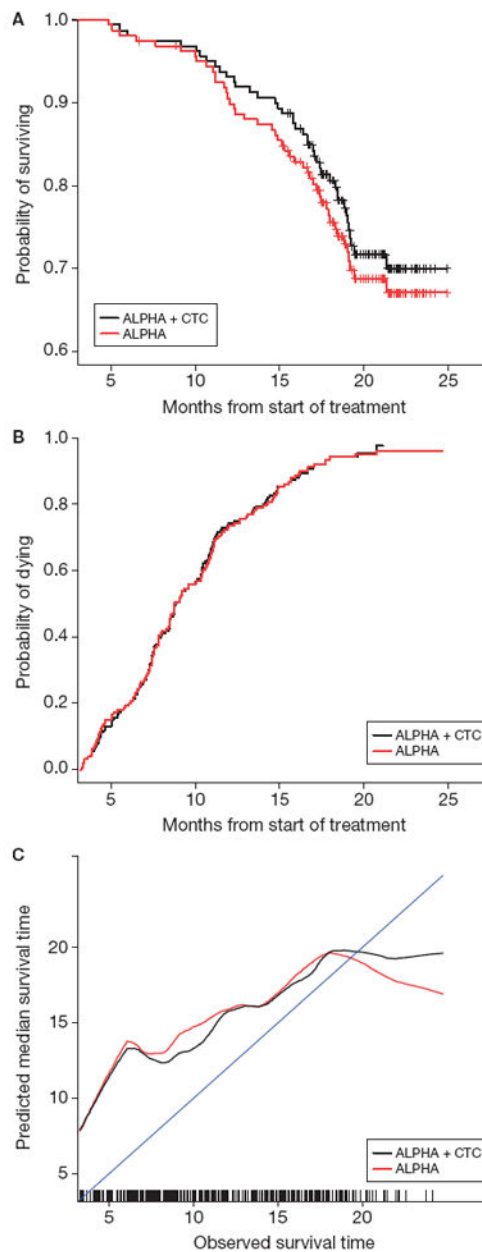 A
Probability of surviving
1.0
0.9
0.8
0.7
0.6
ALPHA + CTC
ALPHA
5 10 15 20 25
Months from start of treatment
B
Probability of dying
1.0
0.8
0.6
0.4
0.2
0.0
ALPHA + CTC
ALPHA
5 10 15 20 25
Months from start of treatment
C
Predicted median survival time
20
15
10
5
ALPHA + CTC
ALPHA
5 10 15 20
Observed survival time